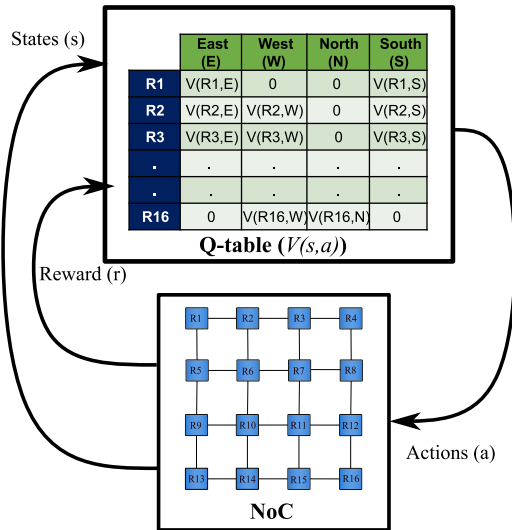 States (s)
East (E) West (W) North (N) South (S)
R1 V(R1,E) 0 0 V(R1,S)
R2 V(R2,E) V(R2,W) 0 V(R2,S)
R3 V(R3,E) V(R3,W) 0 V(R3,S)
. . . . .
. . . . .
R16 0 V(R16,W) V(R16,N) 0
Q-table (V(s,a))
Reward (r)
R1 R2 R3 R4
R5 R6 R7 R8
R9 R10 R11 R12
R13 R14 R15 R16
Actions (a)
NoC